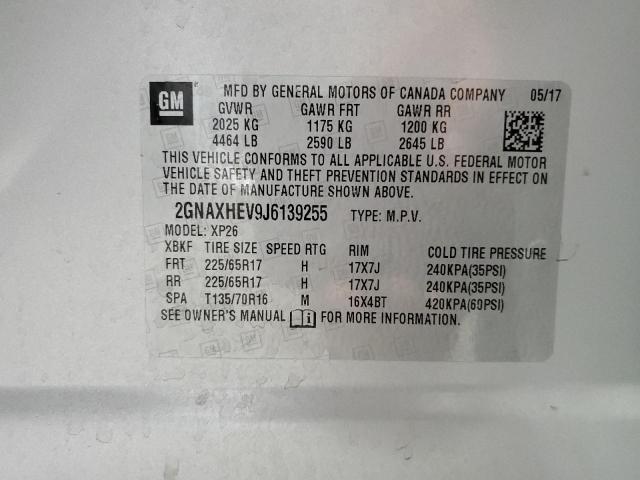 GM
MFD BY GENERAL MOTORS OF CANADA COMPANY 05/17
GVWR GAWR FRT GAWR RR
2025 KG 1175 KG 1200 KG
4464 LB 2590 LB 2645 LB
THIS VEHICLE CONFORMS TO ALL APPLICABLE U.S. FEDERAL MOTOR
VEHICLE SAFETY AND THEFT PREVENTION STANDARDS IN EFFECT ON
THE DATE OF MANUFACTURE SHOWN ABOVE.
2GNAXHEV9J6139255 TYPE: M.P.V.
MODEL: XP26
XBKF TIRE SIZE SPEED RTG RIM COLD TIRE PRESSURE
FRT 225/65R17 H 17X7J 240KPA(35PSI)
RR 225/65R17 H 17X7J 240KPA(35PSI)
SPA T135/70R16 M 16X4BT 420KPA(60PSI)
SEE OWNER'S MANUAL i FOR MORE INFORMATION.